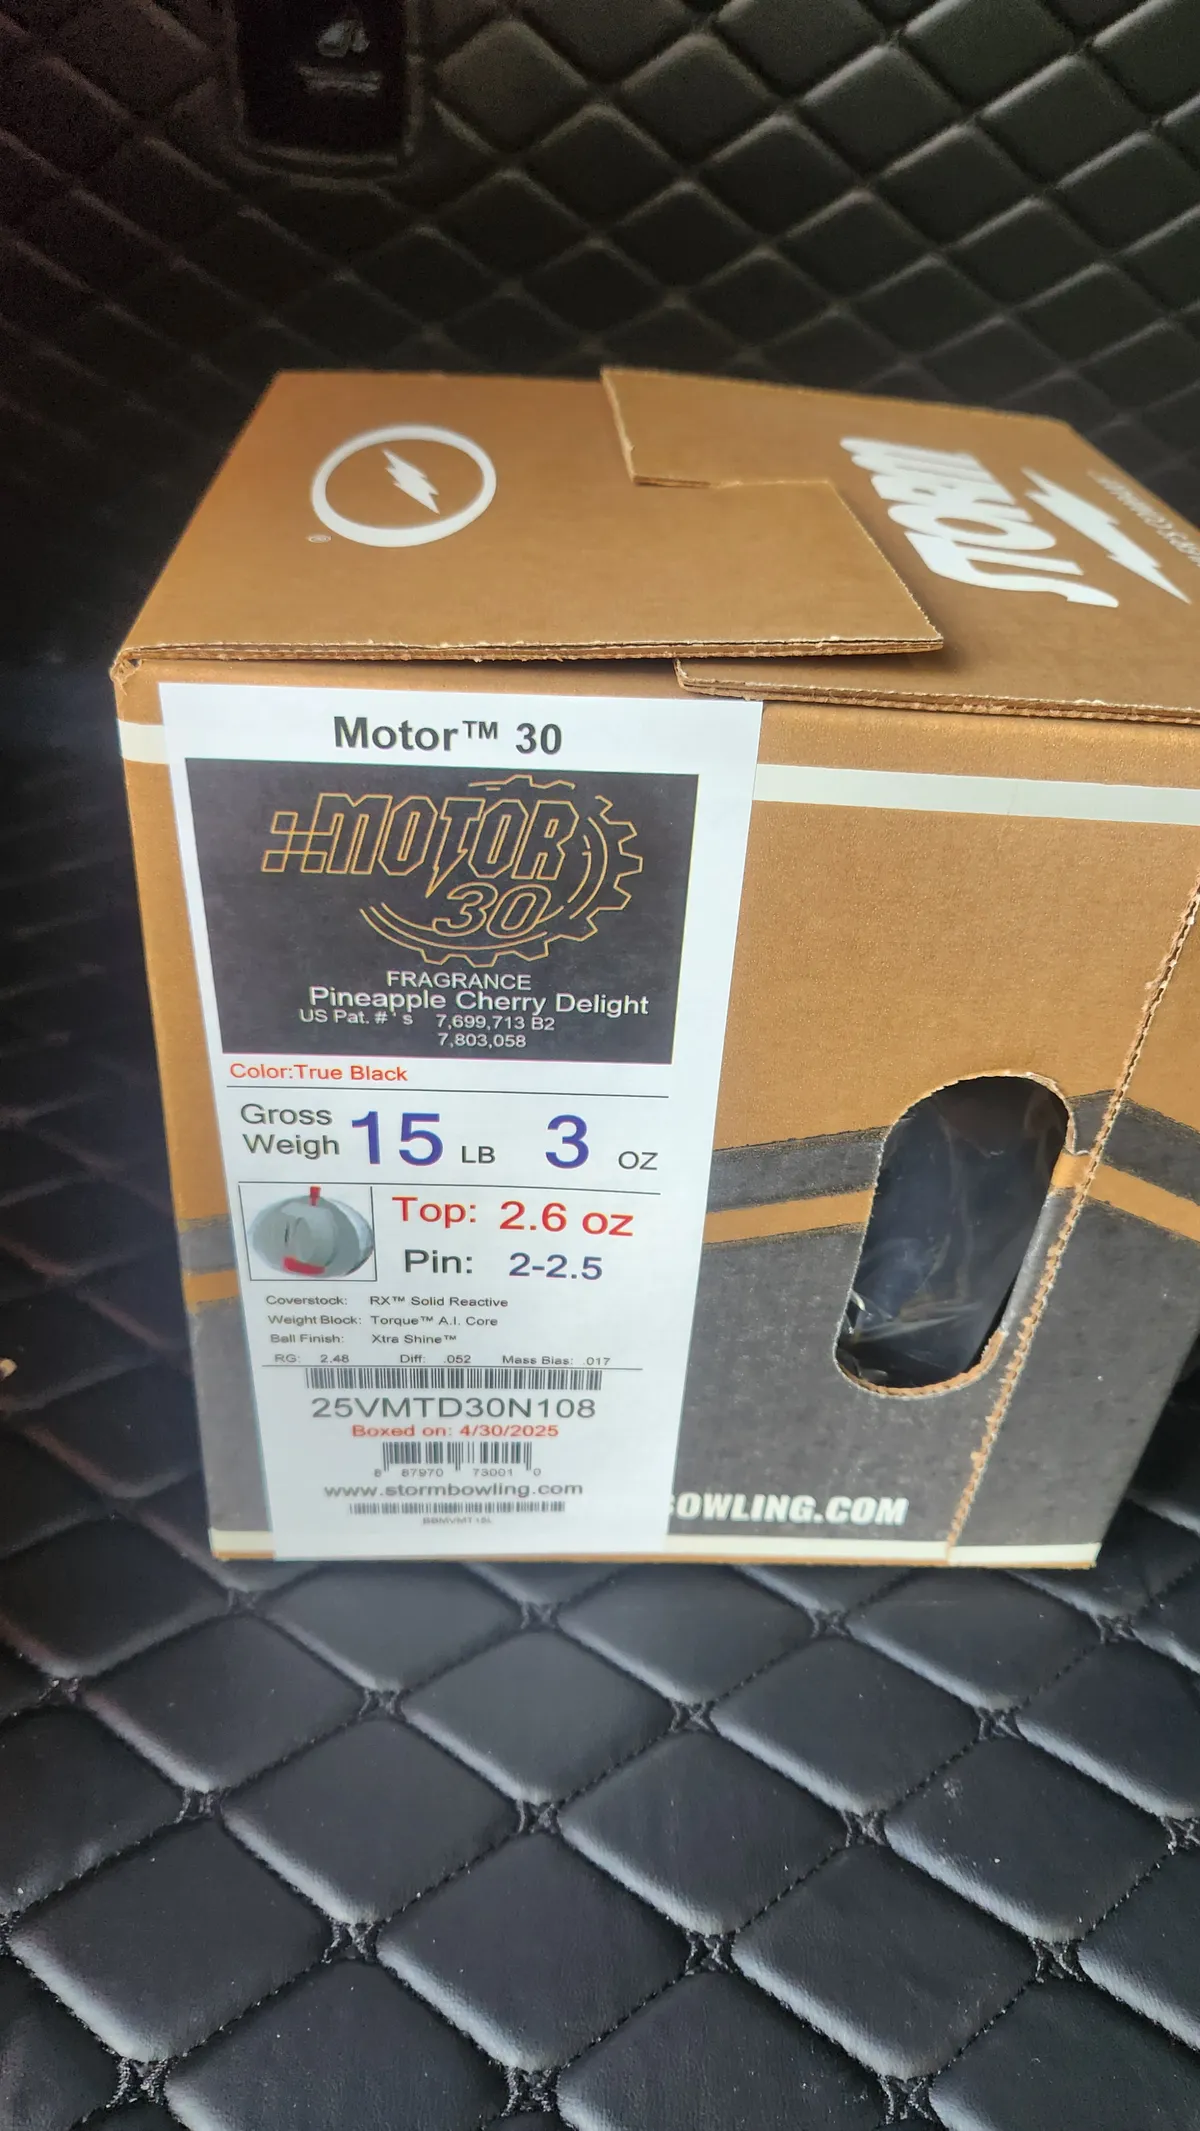 STORM
®
Motor™ 30
MOTOR
30
FRAGRANCE
Pineapple Cherry Delight
US Pat. #'s 7,699,713 B2
7,803,058
Color:True Black
Gross
Weigh 15 LB 3 OZ
Top: 2.6 oz
Pin: 2-2.5
Coverstock: RX™ Solid Reactive
Weight Block: Torque™ A.I. Core
Ball Finish: Xtra Shine™
RG: 2.48 Diff: .052 Mass Bias: .017
25VMTD30N108
Boxed on: 4/30/2025
8 87970 73001 0
www.stormbowling.com
BOWLING.COM